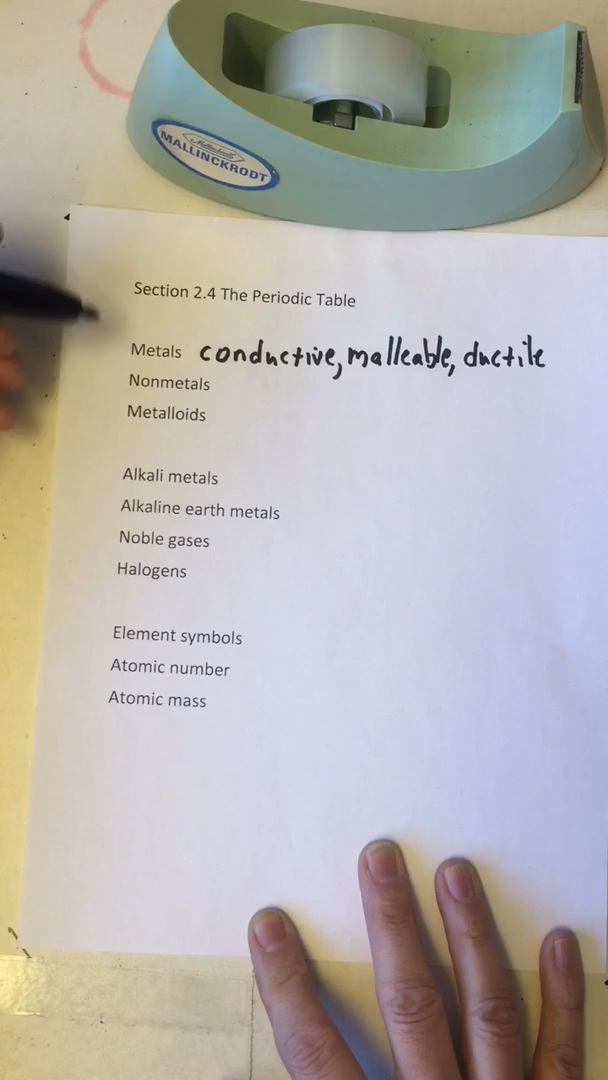 Mallinckrodt
MALLINCKRODT
Section 2.4 The Periodic Table
Metals conductive, malleable, ductile
Nonmetals
Metalloids
Alkali metals
Alkaline earth metals
Noble gases
Halogens
Element symbols
Atomic number
Atomic mass